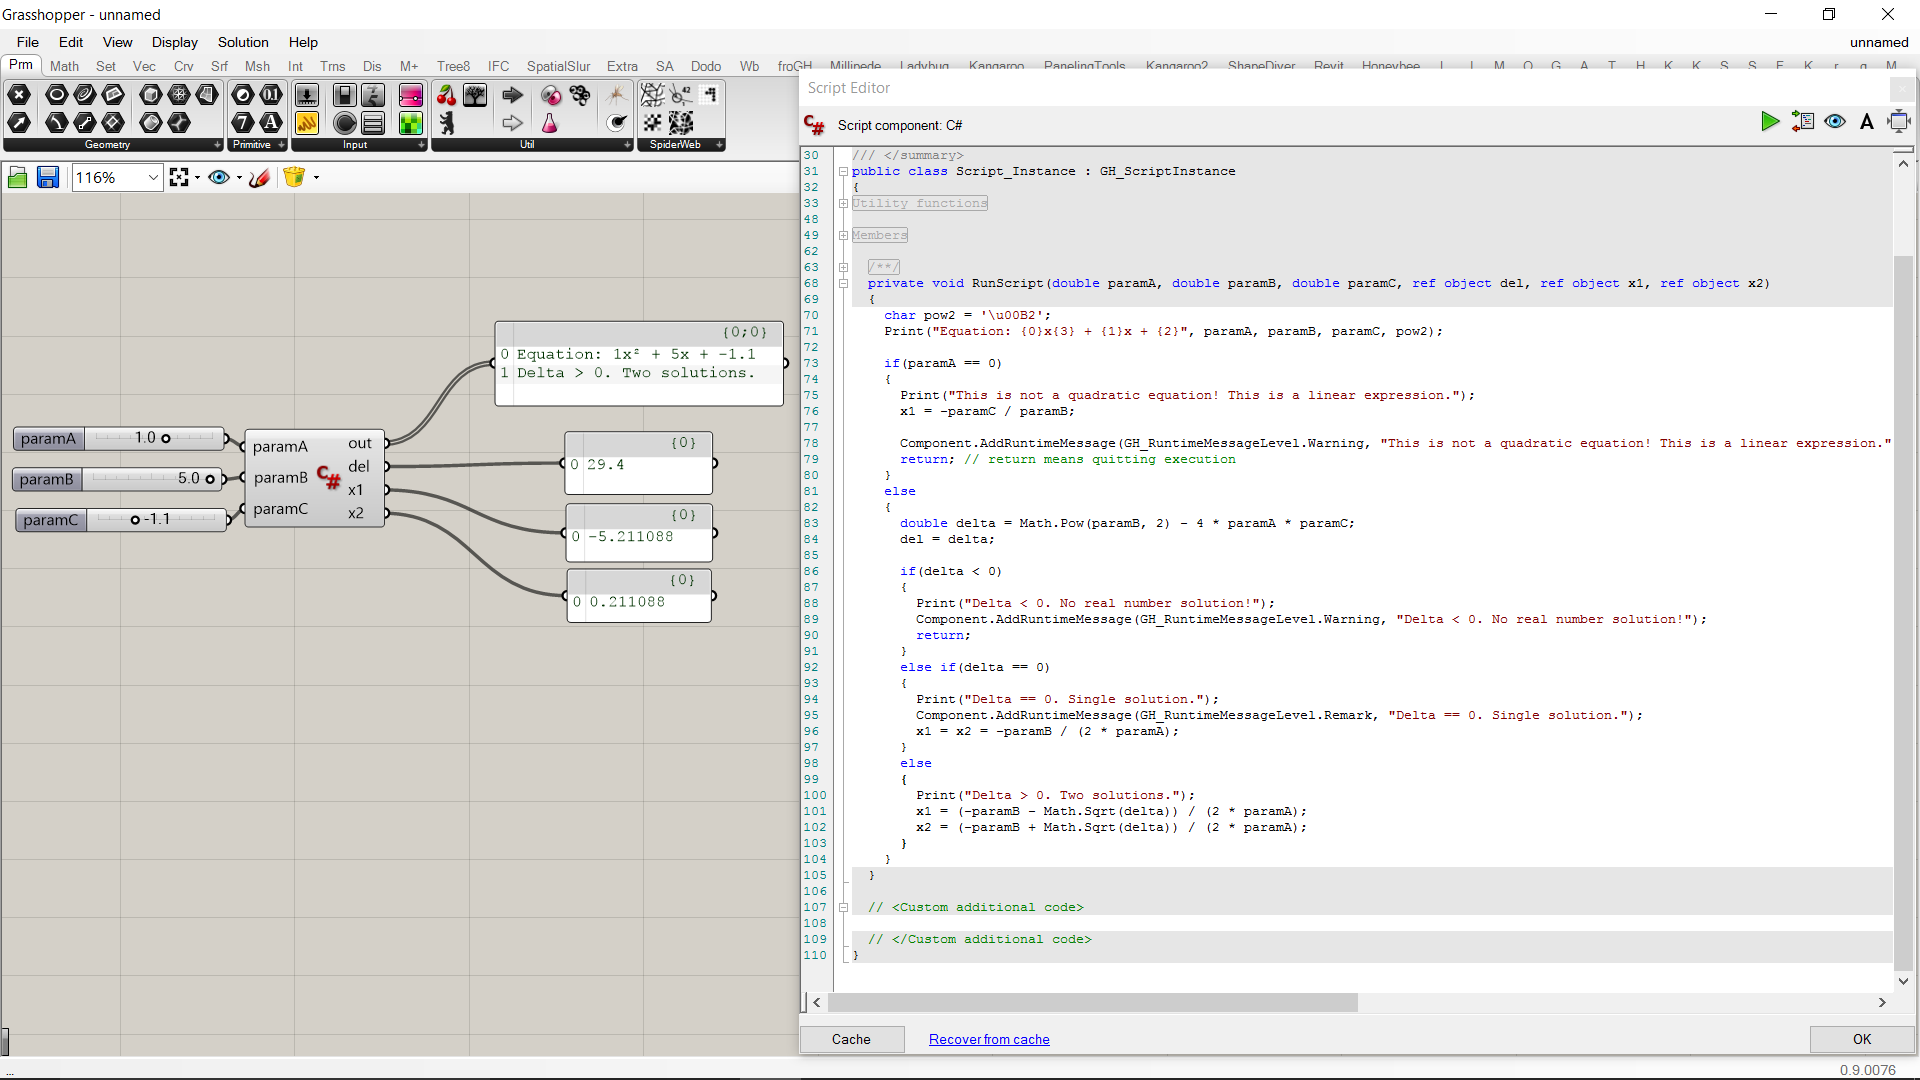 Grasshopper - unnamed
File Edit View Display Solution Help unnamed
Prm Math Set Vec Crv Srf Msh Int Trns Dis M+ Tree8 IFC SpatialSlur Extra SA Dodo Wb froGH Millipede Ladybug Kangaroo PanelingTools Kangaroo2 ShapeDiver Revit Honeybee
Geometry Primitive Input Util SpiderWeb
116%
{0;0}
0 Equation: 1x² + 5x + -1.1
1 Delta > 0. Two solutions.
paramA 1.0
paramB 5.0
paramC -1.1
paramA
paramB
paramC
C#
out
del
x1
x2
{0}
0 29.4
{0}
0 -5.211088
{0}
0 0.211088
...
Script Editor
C# Script component: C#
30 /// </summary>
31 public class Script_Instance : GH_ScriptInstance
32 {
33 Utility functions
48
49 Members
62
63 /**/
68 private void RunScript(double paramA, double paramB, double paramC, ref object del, ref object x1, ref object x2)
69 {
70 char pow2 = '\u00B2';
71 Print("Equation: {0}x{3} + {1}x + {2}", paramA, paramB, paramC, pow2);
72
73 if(paramA == 0)
74 {
75 Print("This is not a quadratic equation! This is a linear expression.");
76 x1 = -paramC / paramB;
77
78 Component.AddRuntimeMessage(GH_RuntimeMessageLevel.Warning, "This is not a quadratic equation! This is a linear expression."
79 return; // return means quitting execution
80 }
81 else
82 {
83 double delta = Math.Pow(paramB, 2) - 4 * paramA * paramC;
84 del = delta;
85
86 if(delta < 0)
87 {
88 Print("Delta < 0. No real number solution!");
89 Component.AddRuntimeMessage(GH_RuntimeMessageLevel.Warning, "Delta < 0. No real number solution!");
90 return;
91 }
92 else if(delta == 0)
93 {
94 Print("Delta == 0. Single solution.");
95 Component.AddRuntimeMessage(GH_RuntimeMessageLevel.Remark, "Delta == 0. Single solution.");
96 x1 = x2 = -paramB / (2 * paramA);
97 }
98 else
99 {
100 Print("Delta > 0. Two solutions.");
101 x1 = (-paramB - Math.Sqrt(delta)) / (2 * paramA);
102 x2 = (-paramB + Math.Sqrt(delta)) / (2 * paramA);
103 }
104 }
105 }
106
107 // <Custom additional code>
108
109 // </Custom additional code>
110 }
Cache Recover from cache OK
0.9.0076